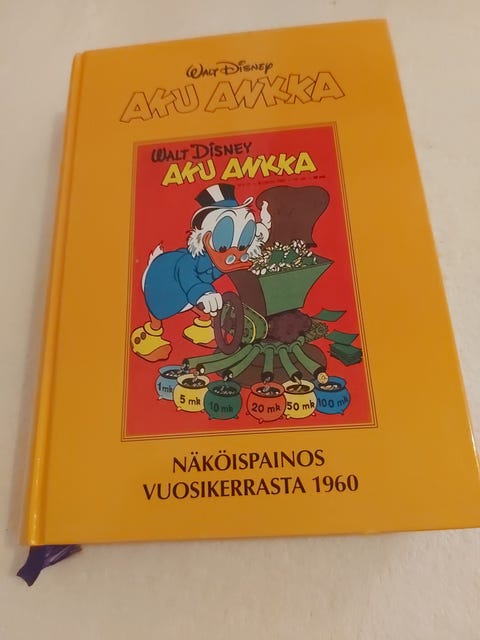 WALT DISNEY
AKU ANKKA
WALT DISNEY
AKU ANKKA
1 mk
5 mk
10 mk
20 mk
50 mk
100 mk
NÄKÖISPAINOS
VUOSIKERRASTA 1960